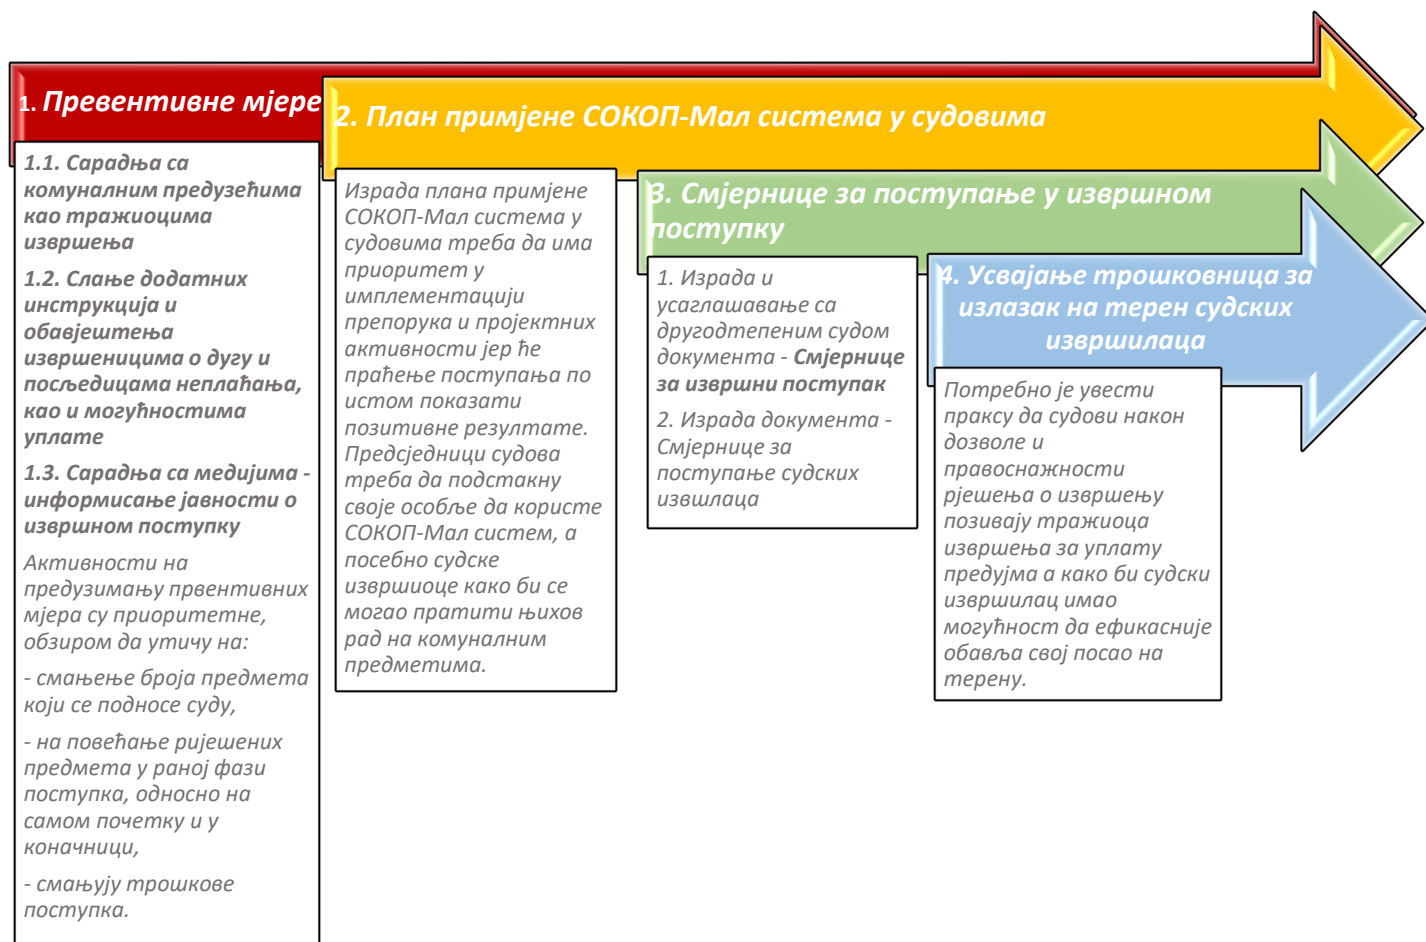 1. Превентивне мјере
1.1. Сарадња са
комуналним предузећима
као тражиоцима
извршења
1.2. Слање додатних
инструкција и
обавјештења
извршеницима о дугу и
посљедицама неплаћања,
као и могућностима
уплате
1.3. Сарадња са медијима -
информисање јавности о
извршном поступку
Активности на
предузимању првентивних
мјера су приоритетне,
обзиром да утичу на:
- смањење броја предмета
који се подносе суду,
- на повећање ријешених
предмета у раној фази
поступка, односно на
самом почетку и у
коначници,
- смањују трошкове
поступка.
2. План примјене СОКОП-Мал система у судовима
Израда плана примјене
СОКОП-Мал система у
судовима треба да има
приоритет у
имплементацији
препорука и пројектних
активности јер ће
праћење поступања по
истом показати
позитивне резултате.
Предсједници судова
треба да подстакну
своје особље да користе
СОКОП-Мал систем, а
посебно судске
извршиоце како би се
могао пратити њихов
рад на комуналним
предметима.
3. Смјернице за поступање у извршном
поступку
1. Израда и
усаглашавање са
другодтепеним судом
документа - Смјернице
за извршни поступак
2. Израда документа -
Смјернице за
поступање судских
извшлаца
4. Усвајање трошковница за
излазак на терен судских
извршилаца
Потребно је увести
праксу да судови након
дозволе и
правоснажности
рјешења о извршењу
позивају тражиоца
извршења за уплату
предујма а како би судски
извршилац имао
могућност да ефикасније
обавља свој посао на
терену.